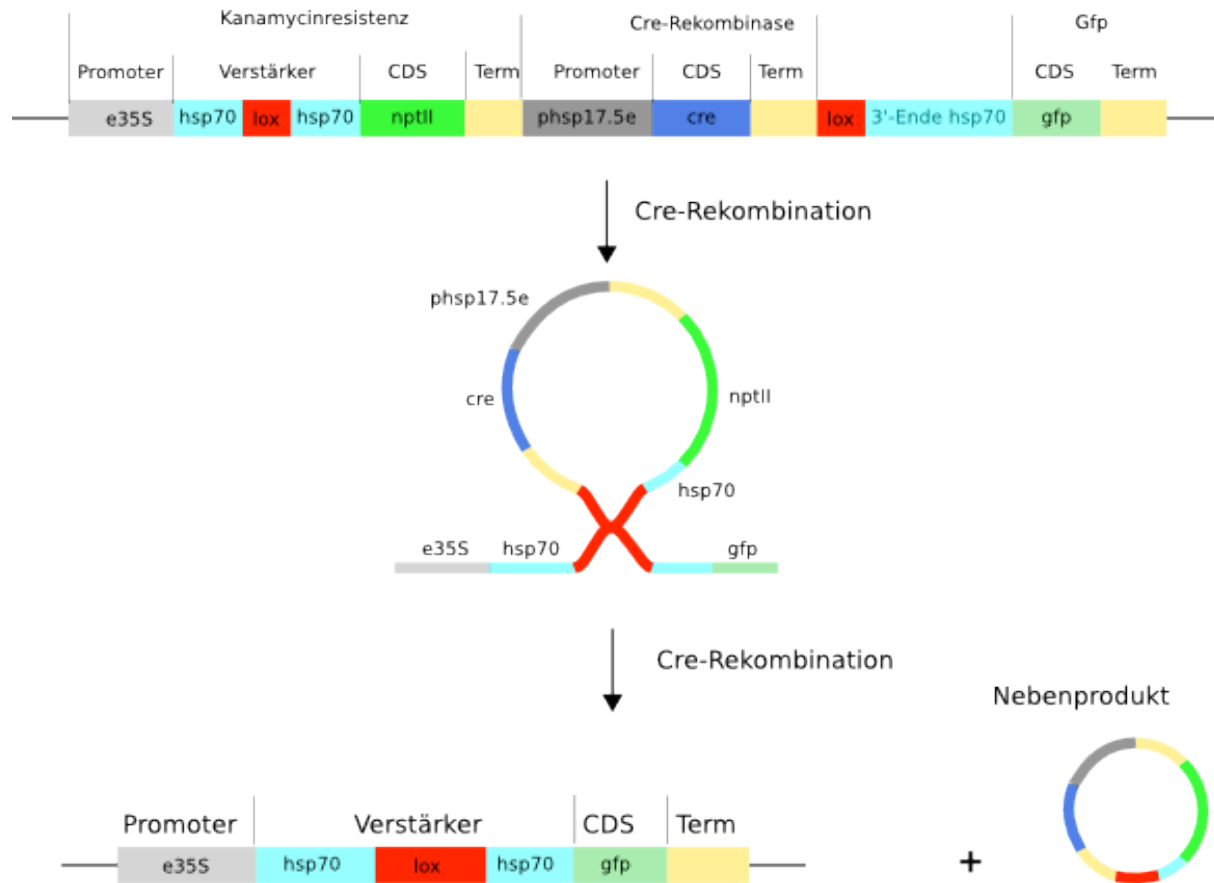 Kanamycinresistenz Cre-Rekombinase Gfp
Promoter Verstärker CDS Term Promoter CDS Term CDS Term
e35S hsp70 lox hsp70 nptII phsp17.5e cre lox 3'-Ende hsp70 gfp
Cre-Rekombination
phsp17.5e
cre
nptII
hsp70
e35S hsp70 gfp
Cre-Rekombination
Nebenprodukt
Promoter Verstärker CDS Term
e35S hsp70 lox hsp70 gfp
+